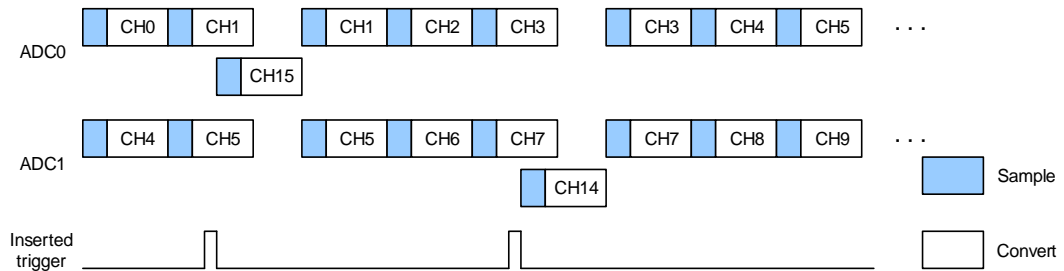 ADC0
CH0 CH1 CH1 CH2 CH3 CH3 CH4 CH5 . . .
CH15
ADC1
CH4 CH5 CH5 CH6 CH7 CH7 CH8 CH9 . . .
CH14
Sample
Inserted
trigger
Convert